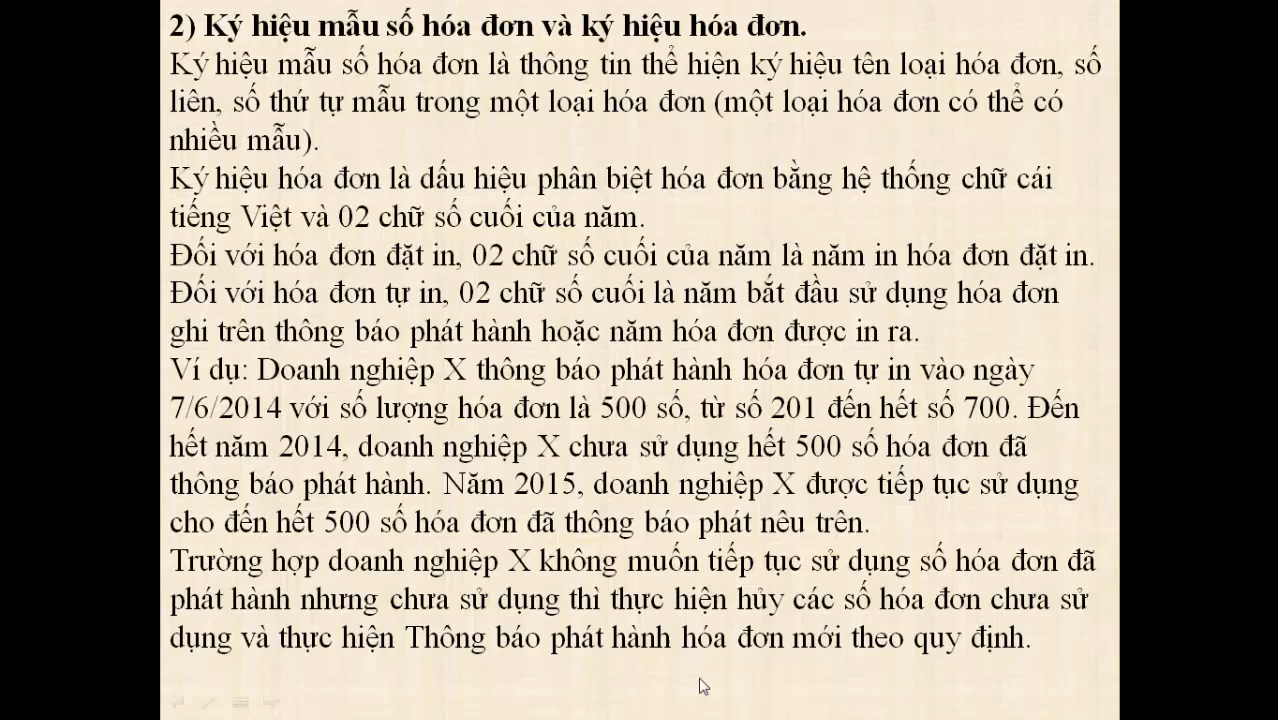 2) Ký hiệu mẫu số hóa đơn và ký hiệu hóa đơn.
Ký hiệu mẫu số hóa đơn là thông tin thể hiện ký hiệu tên loại hóa đơn, số
liên, số thứ tự mẫu trong một loại hóa đơn (một loại hóa đơn có thể có
nhiều mẫu).
Ký hiệu hóa đơn là dấu hiệu phân biệt hóa đơn bằng hệ thống chữ cái
tiếng Việt và 02 chữ số cuối của năm.
Đối với hóa đơn đặt in, 02 chữ số cuối của năm là năm in hóa đơn đặt in.
Đối với hóa đơn tự in, 02 chữ số cuối là năm bắt đầu sử dụng hóa đơn
ghi trên thông báo phát hành hoặc năm hóa đơn được in ra.
Ví dụ: Doanh nghiệp X thông báo phát hành hóa đơn tự in vào ngày
7/6/2014 với số lượng hóa đơn là 500 số, từ số 201 đến hết số 700. Đến
hết năm 2014, doanh nghiệp X chưa sử dụng hết 500 số hóa đơn đã
thông báo phát hành. Năm 2015, doanh nghiệp X được tiếp tục sử dụng
cho đến hết 500 số hóa đơn đã thông báo phát nêu trên.
Trường hợp doanh nghiệp X không muốn tiếp tục sử dụng số hóa đơn đã
phát hành nhưng chưa sử dụng thì thực hiện hủy các số hóa đơn chưa sử
dụng và thực hiện Thông báo phát hành hóa đơn mới theo quy định.